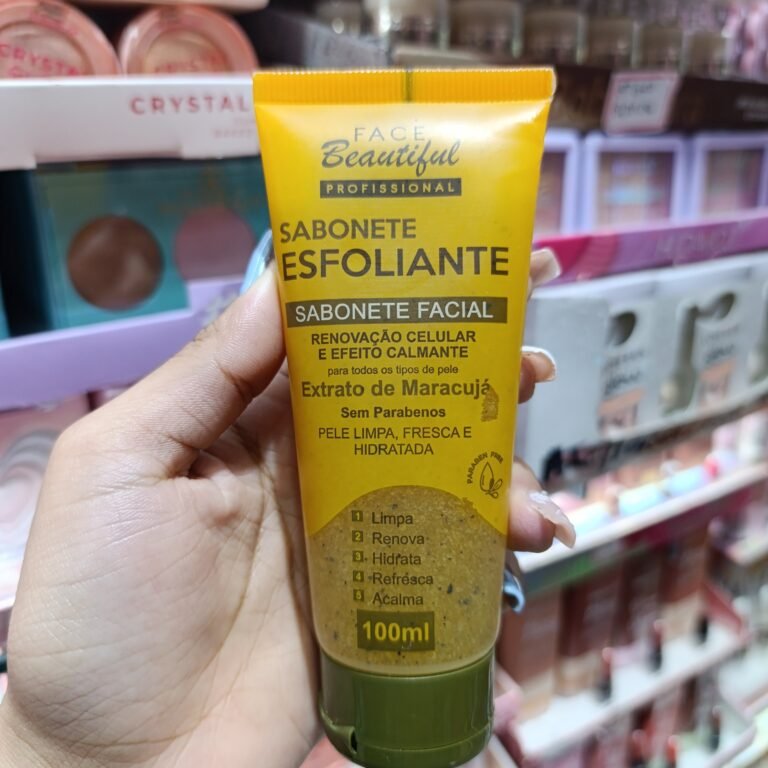 CRYSTAL
FACE
Beautiful
PROFISSIONAL
SABONETE
ESFOLIANTE
SABONETE FACIAL
RENOVAÇÃO CELULAR
E EFEITO CALMANTE
para todos os tipos de pele
Extrato de Maracujá
Sem Parabenos
PELE LIMPA, FRESCA E
HIDRATADA
PARABEN FREE
1 Limpa
2 Renova
3 Hidrata
4 Refresca
5 Acalma
100ml